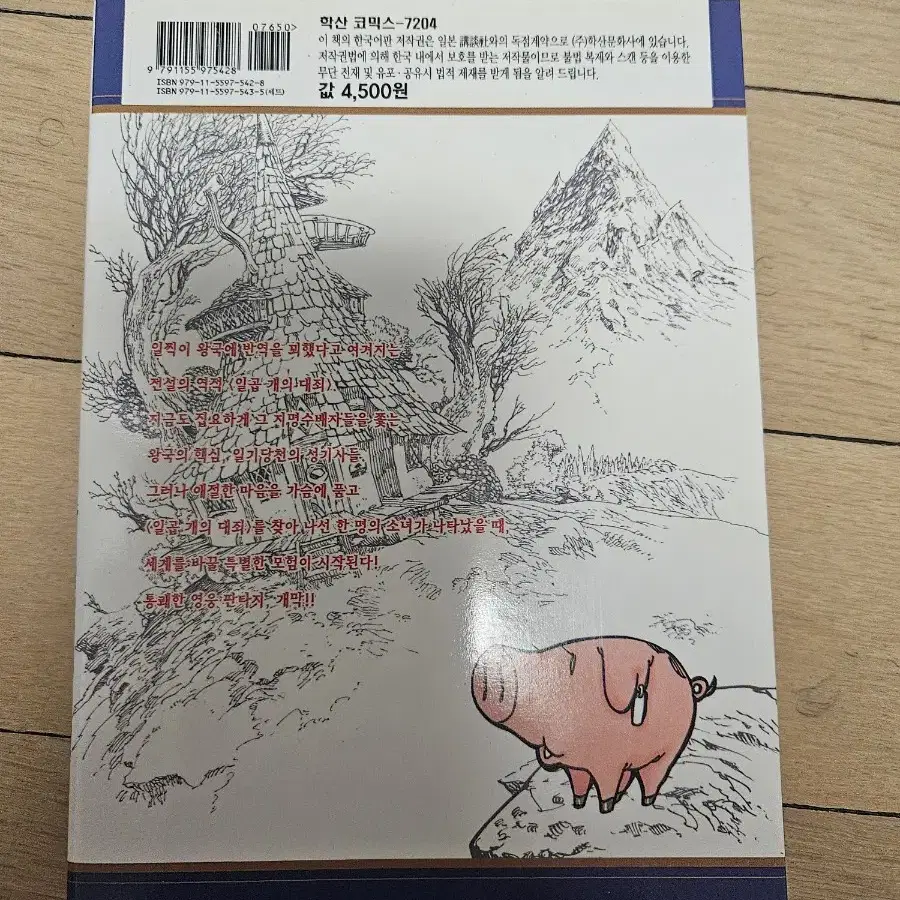 07650>
9 791155 975428
ISBN 979-11-5597-542-8
ISBN 979-11-5597-543-5(세트)
학산 코믹스-7204
이 책의 한국어판 저작권은 일본 講談社와의 독점계약으로 (주)학산문화사에 있습니다.
저작권법에 의해 한국 내에서 보호를 받는 저작물이므로 불법 복제와 스캔 등을 이용한
무단 전재 및 유포·공유시 법적 제재를 받게 됨을 알려 드립니다.
값 4,500원
일찍이 왕국에 반역을 꾀했다고 여겨지는
전설의 역적 〈일곱 개의 대죄〉.
지금도 집요하게 그 지명수배자들을 쫓는
왕국의 핵심, 일기당천의 성기사들.
그러나 애절한 마음을 가슴에 품고
〈일곱 개의 대죄〉를 찾아 나선 한 명의 소녀가 나타났을 때,
세계를 바꿀 특별한 모험이 시작된다!
통쾌한 영웅 판타지, 개막!!